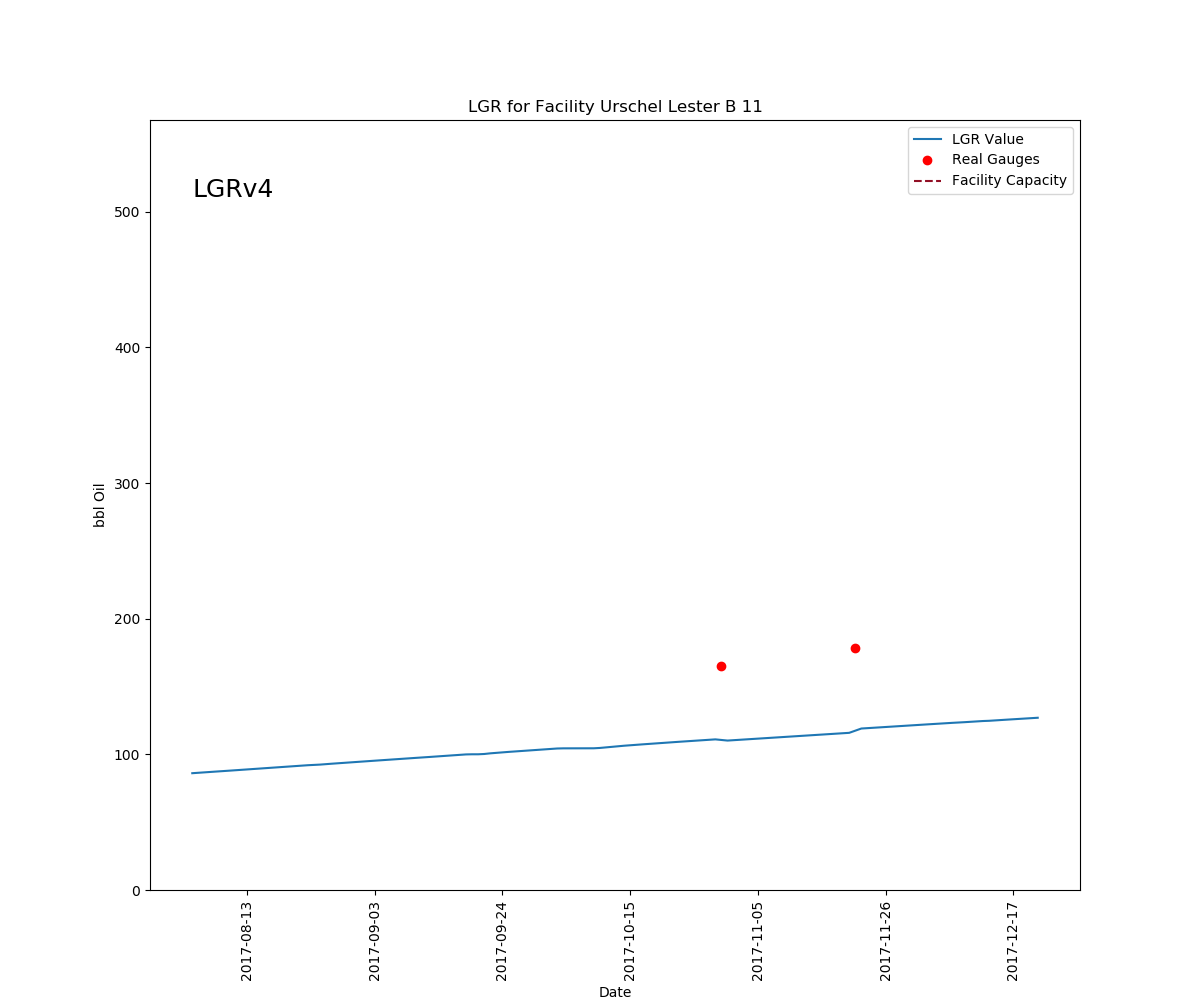 LGR for Facility Urschel Lester B 11
LGRv4
LGR Value
Real Gauges
Facility Capacity
bbl Oil
500
400
300
200
100
0
2017-08-13
2017-09-03
2017-09-24
2017-10-15
2017-11-05
2017-11-26
2017-12-17
Date